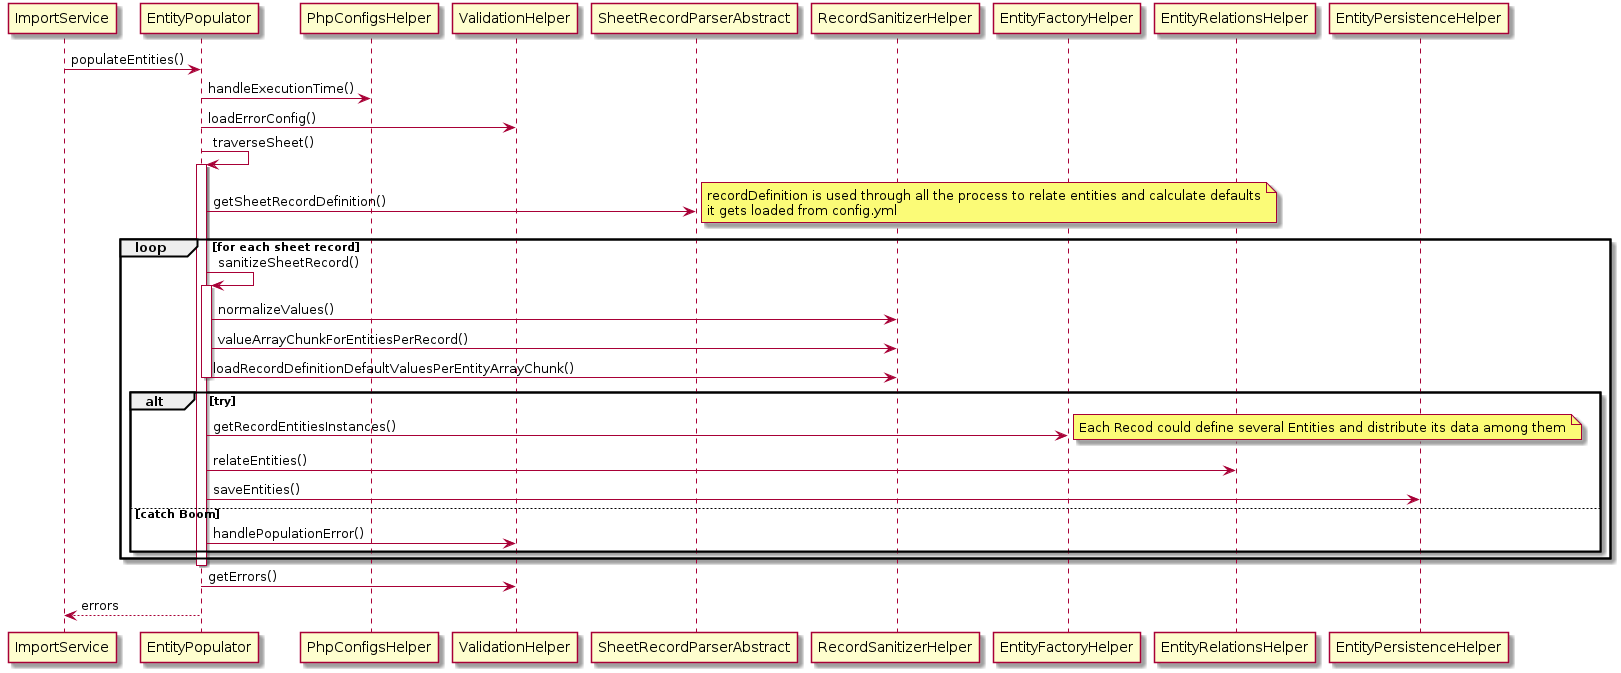 ImportService
EntityPopulator
PhpConfigsHelper
ValidationHelper
SheetRecordParserAbstract
RecordSanitizerHelper
EntityFactoryHelper
EntityRelationsHelper
EntityPersistenceHelper
populateEntities()
handleExecutionTime()
loadErrorConfig()
traverseSheet()
getSheetRecordDefinition()
recordDefinition is used through all the process to relate entities and calculate defaults
it gets loaded from config.yml
loop [for each sheet record]
sanitizeSheetRecord()
normalizeValues()
valueArrayChunkForEntitiesPerRecord()
loadRecordDefinitionDefaultValuesPerEntityArrayChunk()
alt [try]
getRecordEntitiesInstances()
Each Recod could define several Entities and distribute its data among them
relateEntities()
saveEntities()
[catch Boom]
handlePopulationError()
getErrors()
errors
ImportService
EntityPopulator
PhpConfigsHelper
ValidationHelper
SheetRecordParserAbstract
RecordSanitizerHelper
EntityFactoryHelper
EntityRelationsHelper
EntityPersistenceHelper